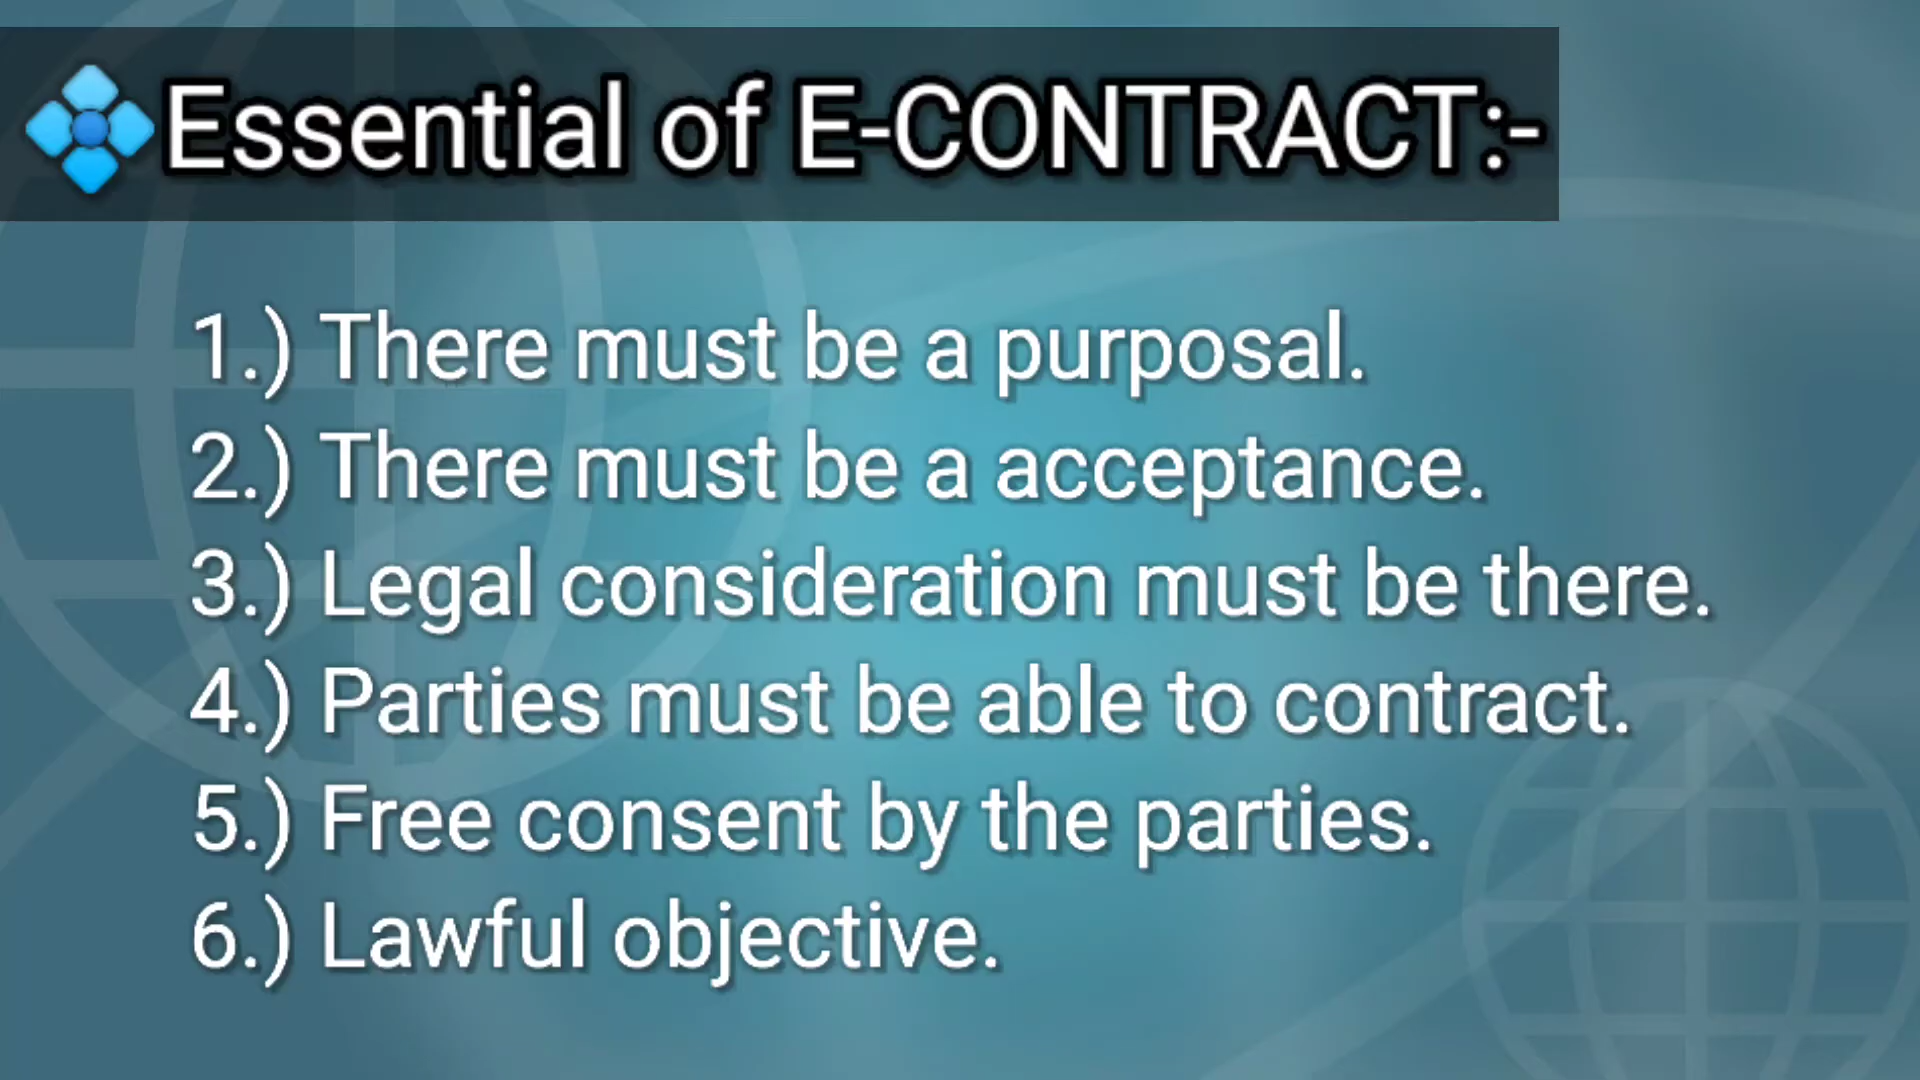 Essential of E-CONTRACT:-
1.) There must be a purposal.
2.) There must be a acceptance.
3.) Legal consideration must be there.
4.) Parties must be able to contract.
5.) Free consent by the parties.
6.) Lawful objective.